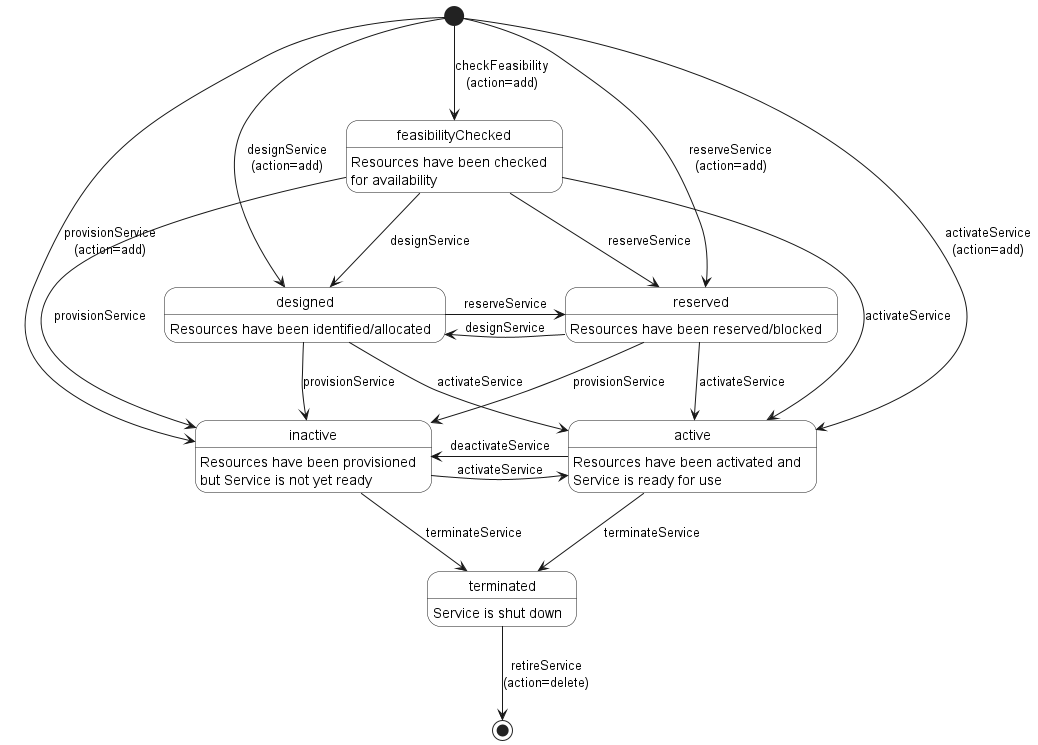 checkFeasibility
(action=add)
feasibilityChecked
Resources have been checked
for availability
designService
(action=add)
reserveService
(action=add)
provisionService
(action=add)
activateService
(action=add)
designService
reserveService
designed
Resources have been identified/allocated
reserveService
designService
reserved
Resources have been reserved/blocked
provisionService
activateService
provisionService
activateService
provisionService
activateService
inactive
Resources have been provisioned
but Service is not yet ready
deactivateService
activateService
active
Resources have been activated and
Service is ready for use
terminateService
terminateService
terminated
Service is shut down
retireService
(action=delete)